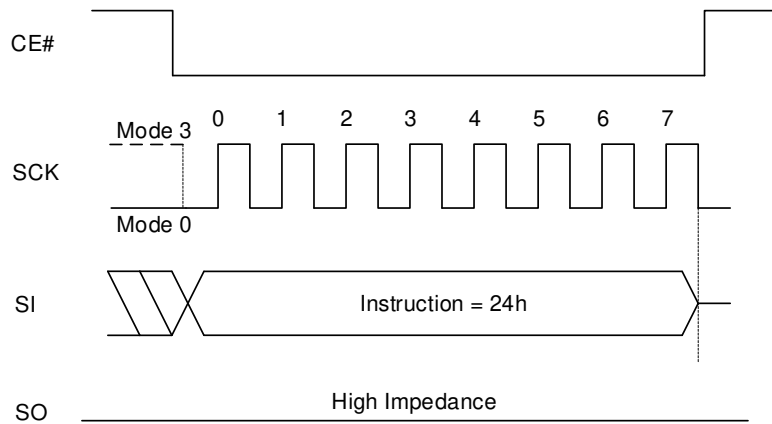 CE#
0 1 2 3 4 5 6 7
Mode 3
SCK
Mode 0
SI
Instruction = 24h
High Impedance
SO